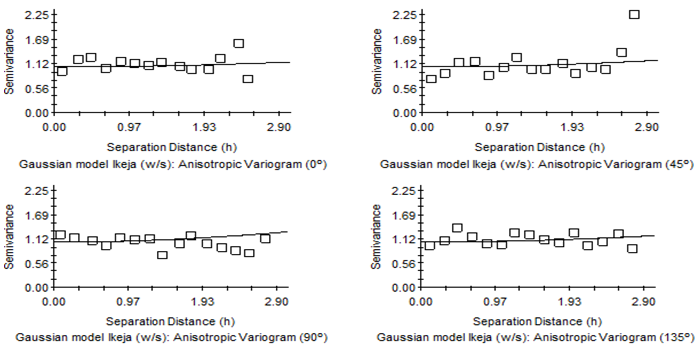 2.25
1.69
1.12
0.56
0.00
Semivariance
0.00 0.97 1.93 2.90
Separation Distance (h)
Gaussian model Ikeja (w/s): Anisotropic Variogram (0º)
2.25
1.69
1.12
0.56
0.00
Semivariance
0.00 0.97 1.93 2.90
Separation Distance (h)
Gaussian model Ikeja (w/s): Anisotropic Variogram (45º)
2.25
1.69
1.12
0.56
0.00
Semivariance
0.00 0.97 1.93 2.90
Separation Distance (h)
Gaussian model Ikeja (w/s): Anisotropic Variogram (90º)
2.25
1.69
1.12
0.56
0.00
Semivariance
0.00 0.97 1.93 2.90
Separation Distance (h)
Gaussian model Ikeja (w/s): Anisotropic Variogram (135º)